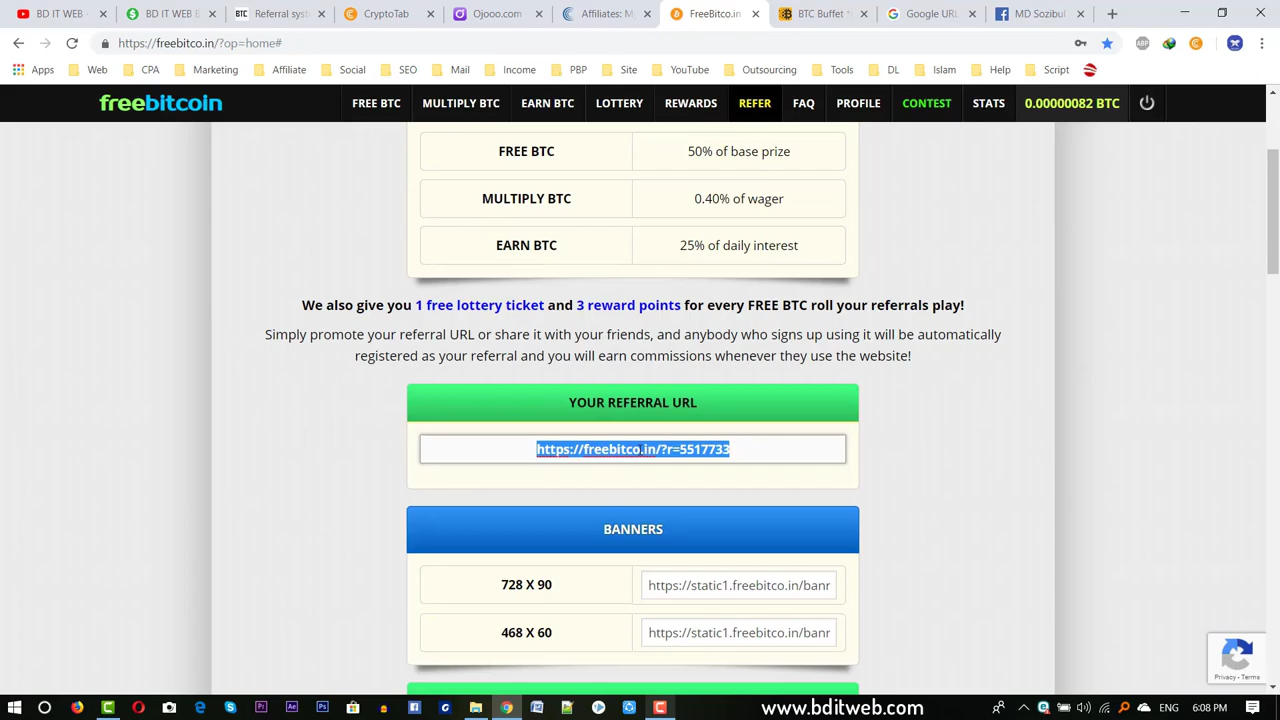 BD IT WEB -
BD IT WEB E
BTC Referral syst
CryptoTab
Ojooo.com
Affiliates: My
FreeBitco.in
BTC Bunst
Google URL
MD Sozibul
https://freebitco.in/?op=home#
ABP
Apps Web CPA Marketing Affiliate Social SEO Mail Income PBP Site YouTube Outsourcing Tools DL Islam Help Script
freebitcoin
FREE BTC MULTIPLY BTC EARN BTC LOTTERY REWARDS REFER FAQ PROFILE CONTEST STATS 0.00000082 BTC
FREE BTC 50% of base prize
MULTIPLY BTC 0.40% of wager
EARN BTC 25% of daily interest
We also give you 1 free lottery ticket and 3 reward points for every FREE BTC roll your referrals play!
Simply promote your referral URL or share it with your friends, and anybody who signs up using it will be automatically
registered as your referral and you will earn commissions whenever they use the website!
YOUR REFERRAL URL
https://freebitco.in/?r=5517733
BANNERS
728 X 90 https://static1.freebitco.in/banr
468 X 60 https://static1.freebitco.in/banr
Privacy - Terms
www.bditweb.com
ENG 6:08 PM